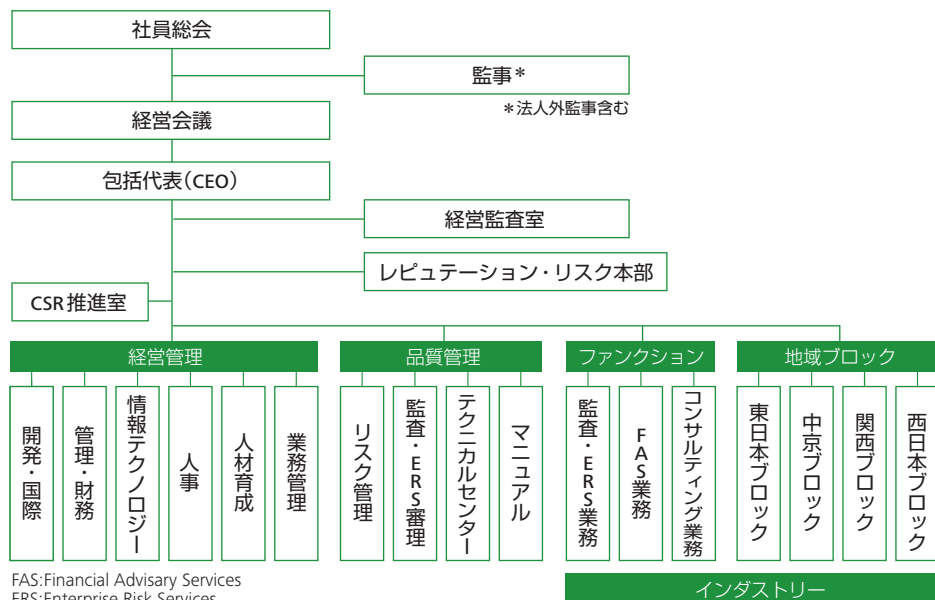 社員総会
監事*
*法人外監事含む
経営会議
包括代表(CEO)
経営監査室
レピュテーション・リスク本部
CSR推進室
経営管理
品質管理
ファンクション
地域ブロック
開発・国際
管理・財務
情報テクノロジー
人事
人材育成
業務管理
リスク管理
監査・ERS審理
テクニカルセンター
マニュアル
監査・ERS業務
FAS業務
コンサルティング業務
東日本ブロック
中京ブロック
関西ブロック
西日本ブロック
FAS:Financial Advisary Services
ERS:Enterprise Risk Services
インダストリー